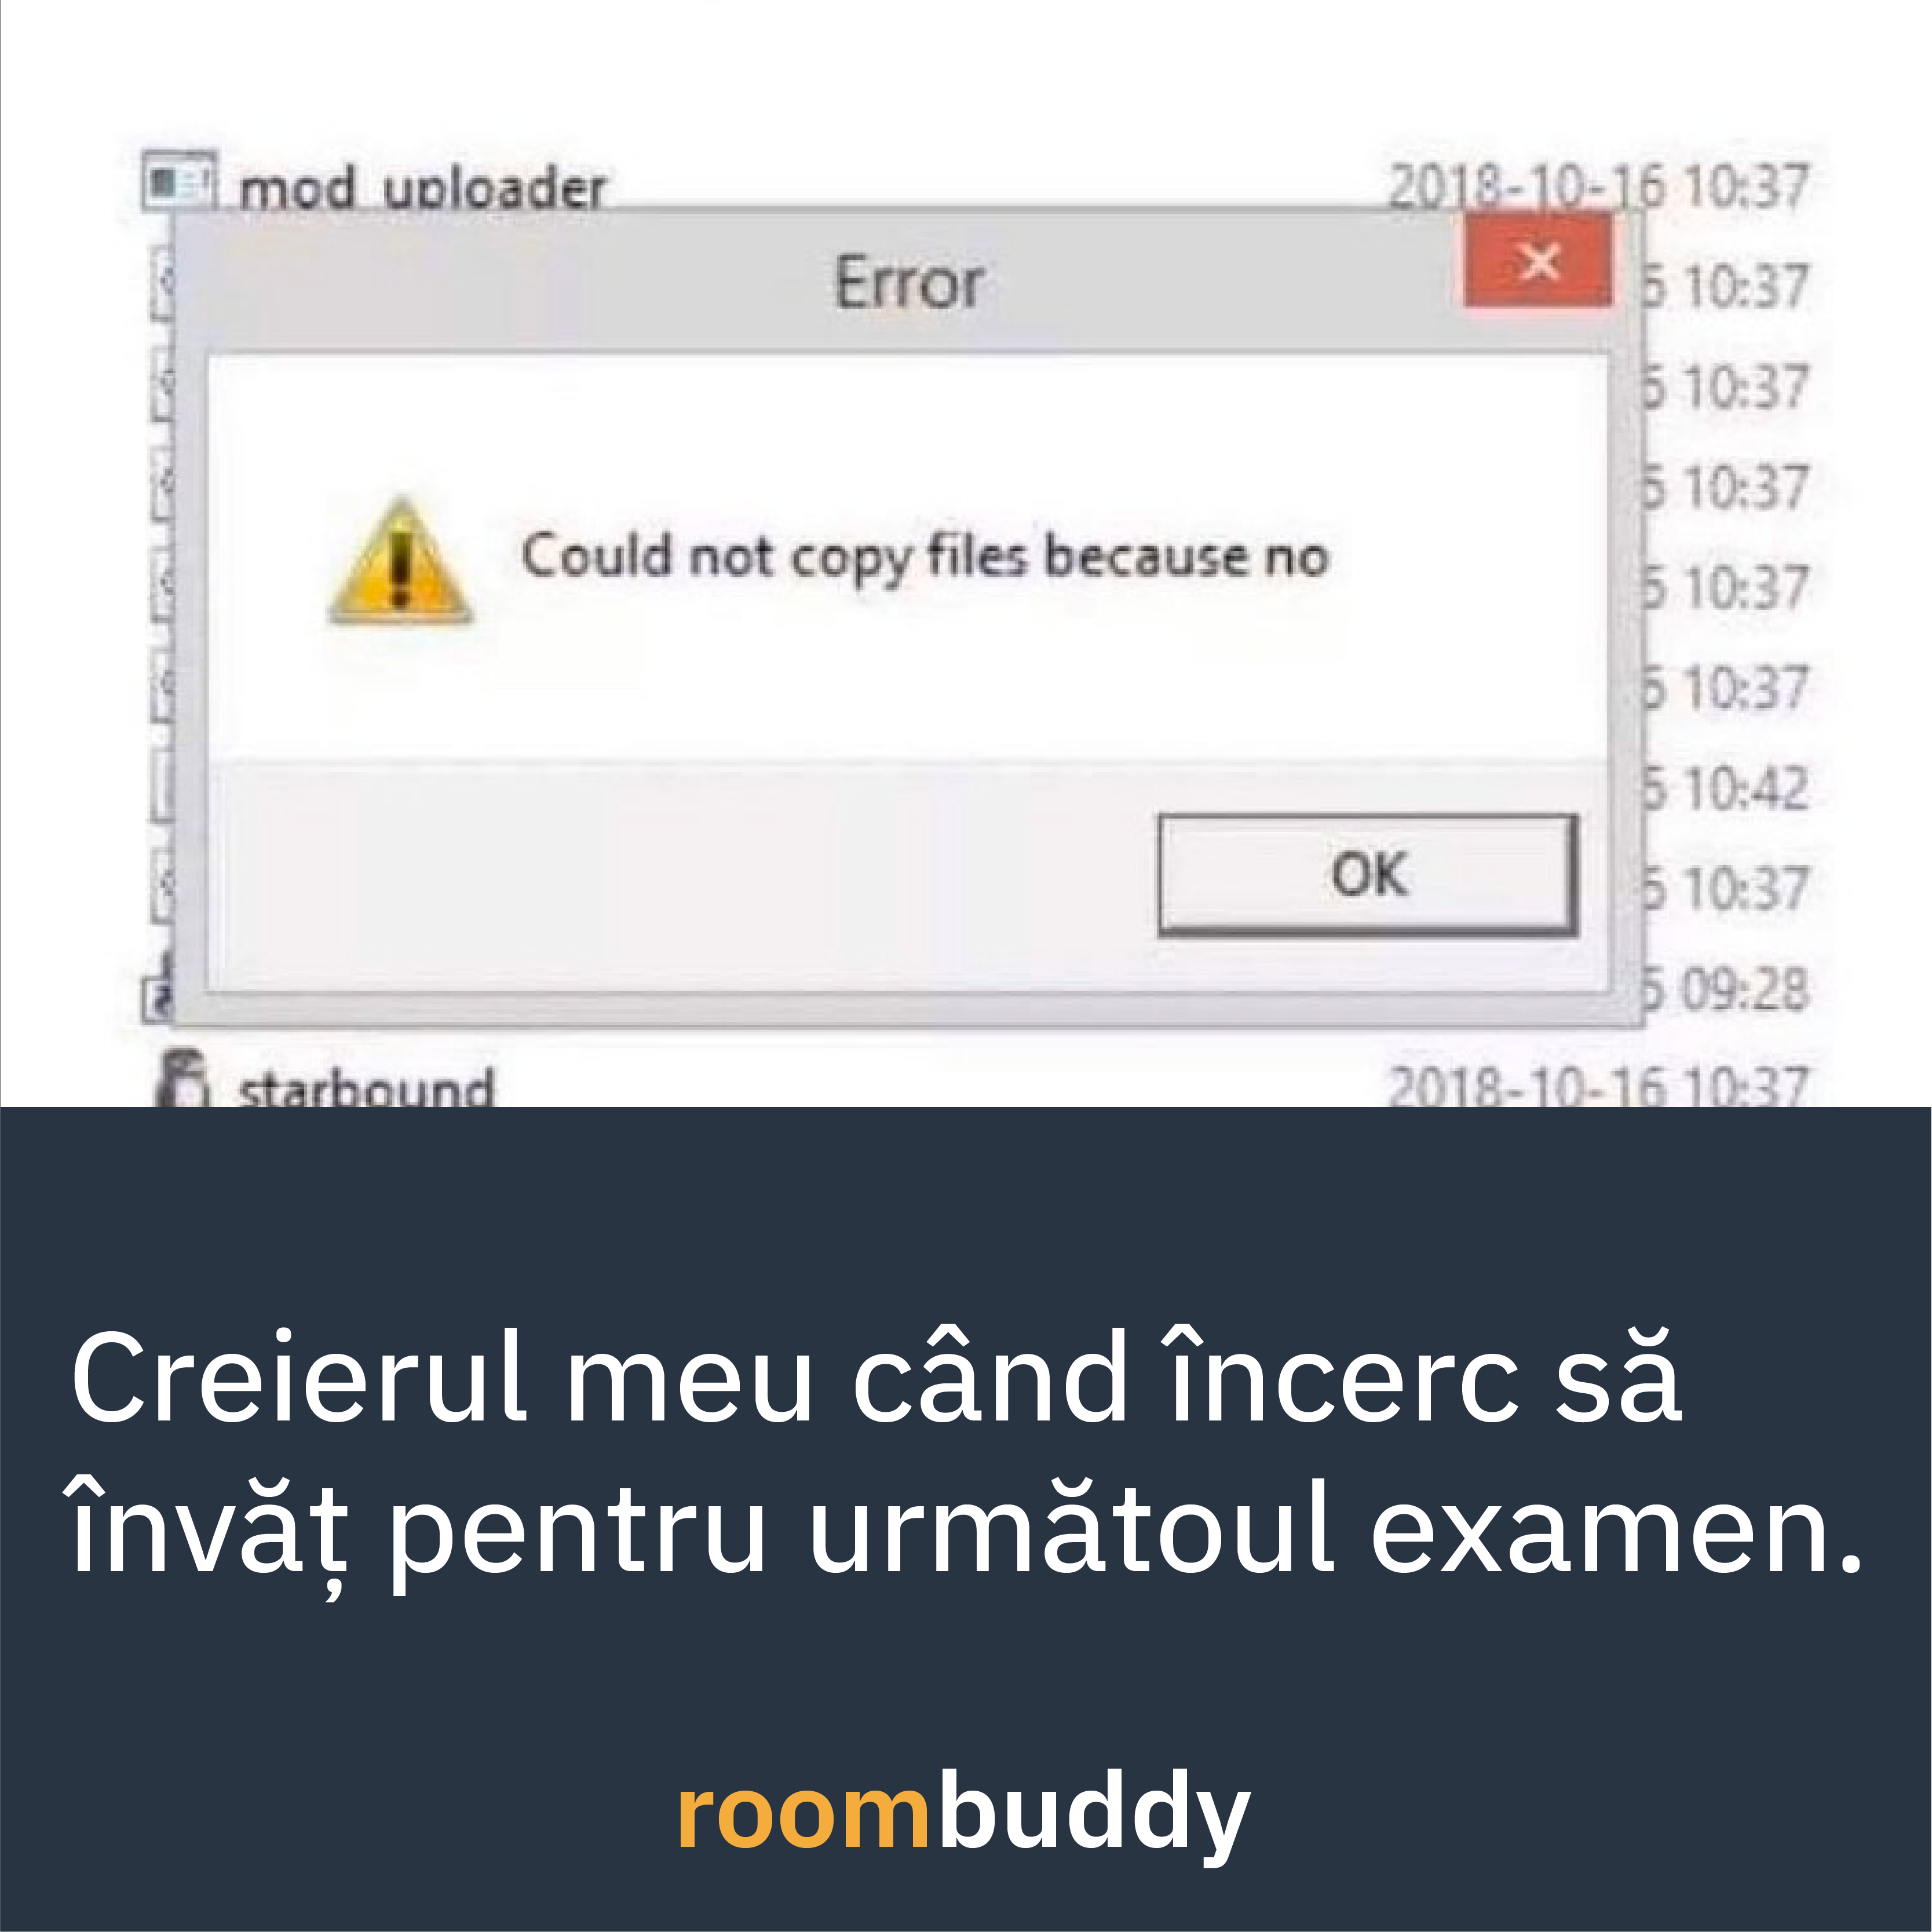 mod_uploader 2018-10-16 10:37
Error
5 10:37
5 10:37
5 10:37
Could not copy files because no
5 10:37
5 10:37
5 10:42
OK
5 10:37
5 09:28
starbound 2018-10-16 10:37
Creierul meu când încerc să
învăț pentru următoul examen.
roombuddy